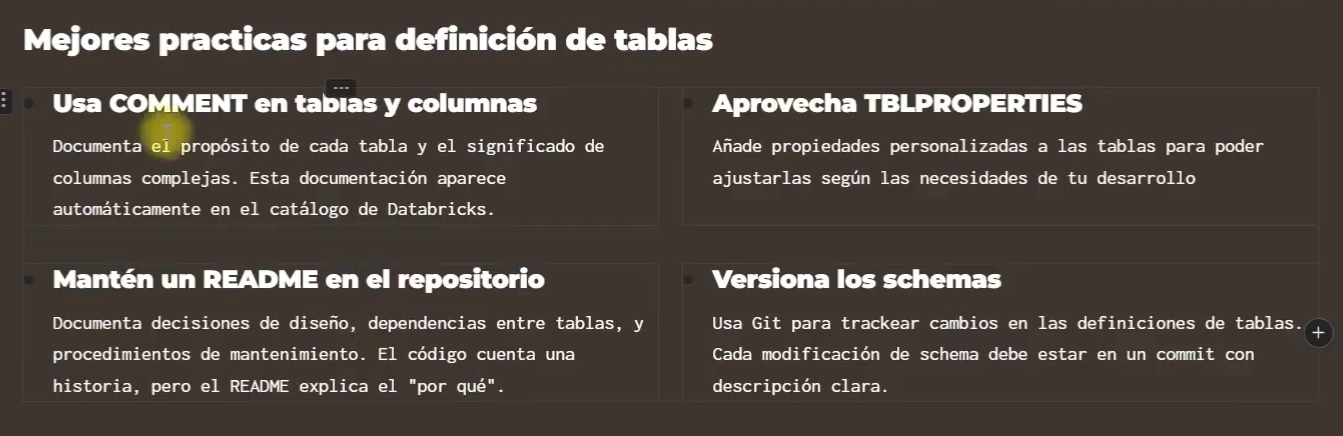 Mejores practicas para definición de tablas
Usa COMMENT en tablas y columnas
Documenta el propósito de cada tabla y el significado de
columnas complejas. Esta documentación aparece
automáticamente en el catálogo de Databricks.
Aprovecha TBLPROPERTIES
Añade propiedades personalizadas a las tablas para poder
ajustarlas según las necesidades de tu desarrollo
Mantén un README en el repositorio
Documenta decisiones de diseño, dependencias entre tablas, y
procedimientos de mantenimiento. El código cuenta una
historia, pero el README explica el "por qué".
Versiona los schemas
Usa Git para trackear cambios en las definiciones de tablas.
Cada modificación de schema debe estar en un commit con
descripción clara.